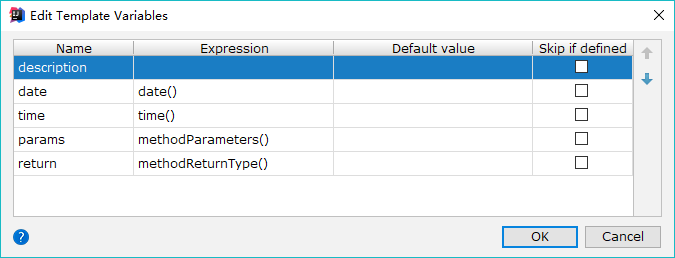 Edit Template Variables
Name Expression Default value Skip if defined
description
date date()
time time()
params methodParameters()
return methodReturnType()
? OK Cancel